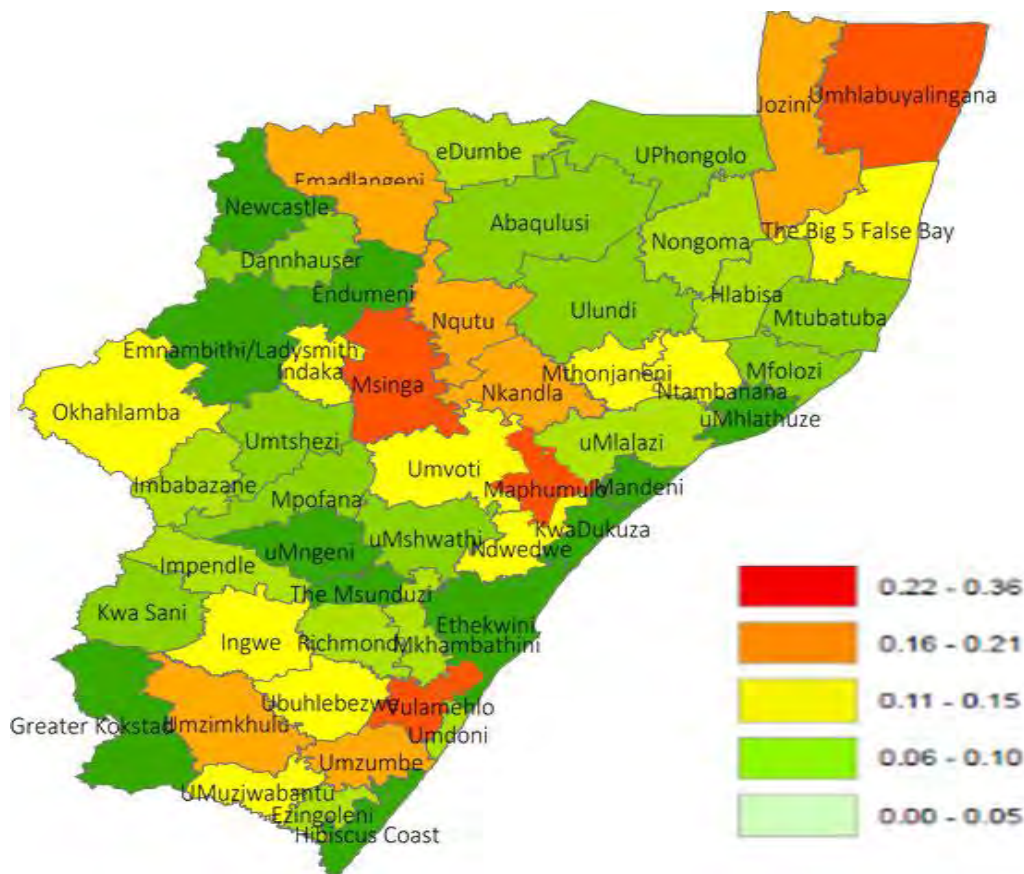 Umhlabuyalingana
Jozini
eDumbe
UPhongolo
Emadlangeni
Newcastle
Abaqulusi
Nongoma
The Big 5 False Bay
Dannhauser
Endumeni
Hlabisa
Nqutu
Ulundi
Mtubatuba
Emnambithi/Ladysmith
Indaka
Msinga
Mthonjaneni
Mfolozi
Nkandla
Ntambanana
Okhahlamba
uMhlathuze
Umtshezi
uMlalazi
Umvoti
Imbabazane
Mpofana
Maphumulo
Mandeni
KwaDukuza
uMngeni
uMshwathi
Ndwedwe
Impendle
The Msunduzi
Kwa Sani
Ethekwini
Ingwe
Richmond
Mkhambathini
Ubuhlebezwe
Vulamehlo
Greater Kokstad
Umzimkhulu
Umdoni
Umzumbe
UMuziwabantu
Ezingoleni
Hibiscus Coast
0.22 - 0.36
0.16 - 0.21
0.11 - 0.15
0.06 - 0.10
0.00 - 0.05